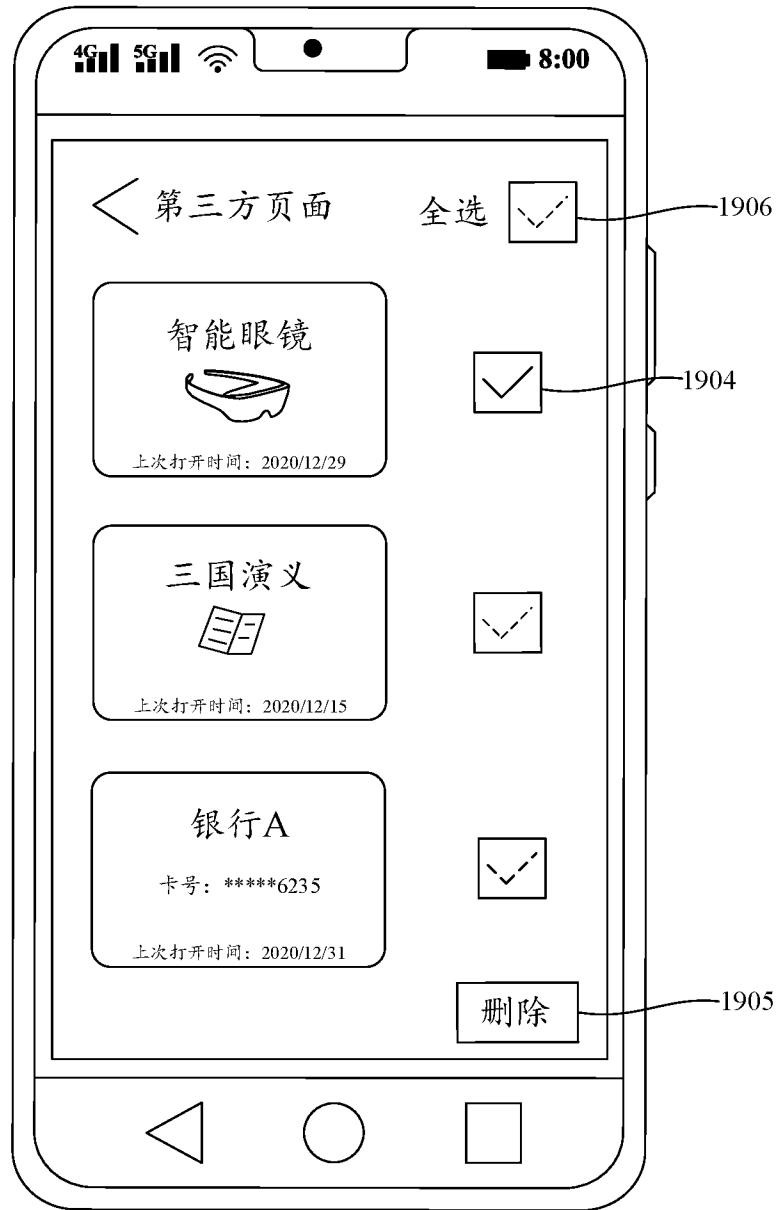 4G 5G 8:00
第三方页面 全选
1906
智能眼镜
1904
上次打开时间：2020/12/29
三国演义
上次打开时间：2020/12/15
银行A
卡号：*****6235
上次打开时间：2020/12/31
删除
1905